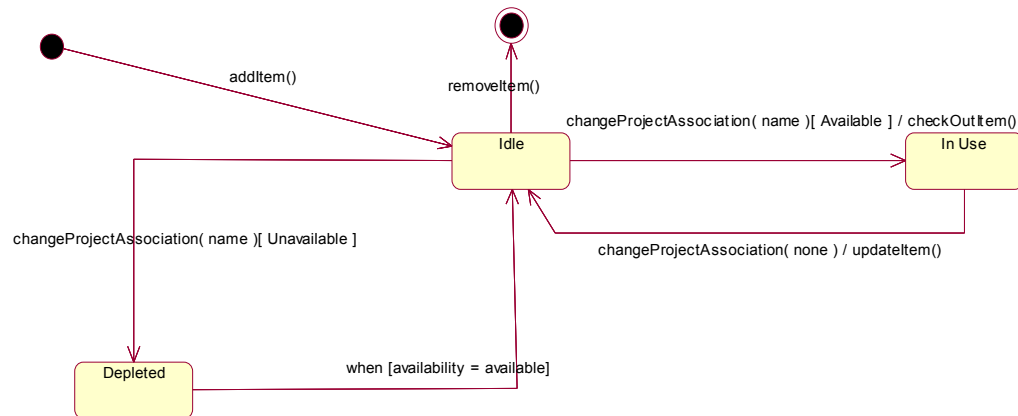 addItem()
removeItem()
changeProjectAssociation( name )[ Available ] / checkOutItem()
Idle
In Use
changeProjectAssociation( name )[ Unavailable ]
changeProjectAssociation( none ) / updateItem()
when [availability = available]
Depleted